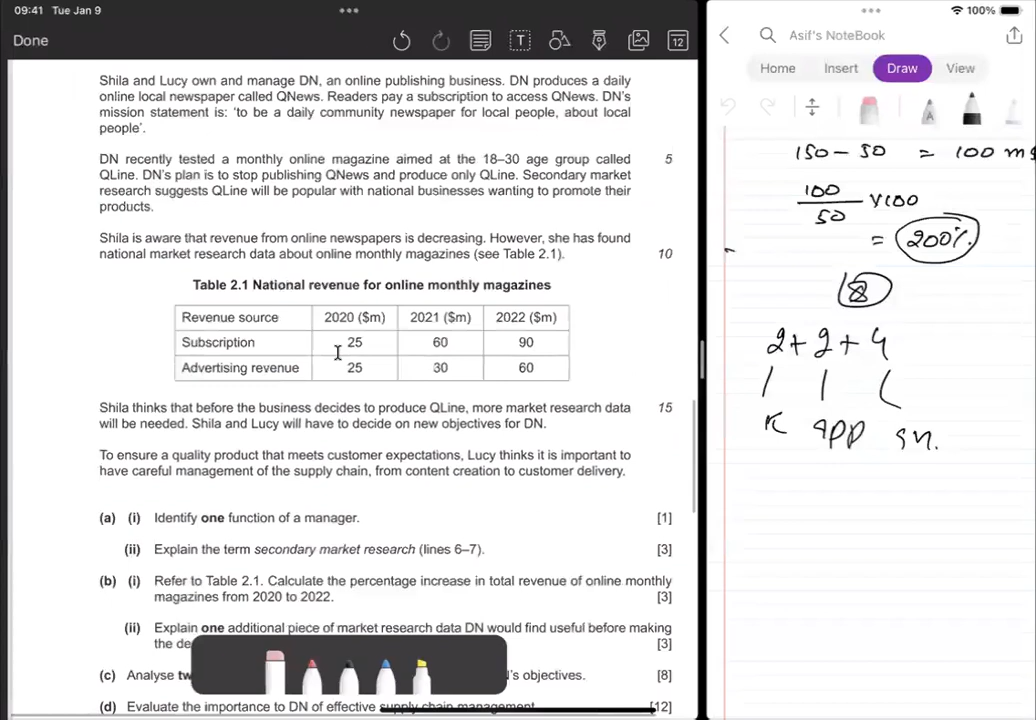 09:41 Tue Jan 9
100%
Done
12
Asif's NoteBook
Home Insert Draw View
A
Shila and Lucy own and manage DN, an online publishing business. DN produces a daily
online local newspaper called QNews. Readers pay a subscription to access QNews. DN's
mission statement is: 'to be a daily community newspaper for local people, about local
people'.
DN recently tested a monthly online magazine aimed at the 18–30 age group called 5
QLine. DN's plan is to stop publishing QNews and produce only QLine. Secondary market
research suggests QLine will be popular with national businesses wanting to promote their
products.
Shila is aware that revenue from online newspapers is decreasing. However, she has found 10
national market research data about online monthly magazines (see Table 2.1).
Table 2.1 National revenue for online monthly magazines
Revenue source 2020 ($m) 2021 ($m) 2022 ($m)
Subscription 25 60 90
Advertising revenue 25 30 60
Shila thinks that before the business decides to produce QLine, more market research data 15
will be needed. Shila and Lucy will have to decide on new objectives for DN.
To ensure a quality product that meets customer expectations, Lucy thinks it is important to
have careful management of the supply chain, from content creation to customer delivery.
(a) (i) Identify one function of a manager. [1]
(ii) Explain the term secondary market research (lines 6–7). [3]
(b) (i) Refer to Table 2.1. Calculate the percentage increase in total revenue of online monthly
magazines from 2020 to 2022. [3]
(ii) Explain one additional piece of market research data DN would find useful before making
the de [3]
(c) Analyse tw 's objectives. [8]
(d) Evaluate the importance to DN of effective supply chain management. [12]
150 – 50 = 100
100
50
×100
= 200%
8
2 + 2 + 4
K app an.